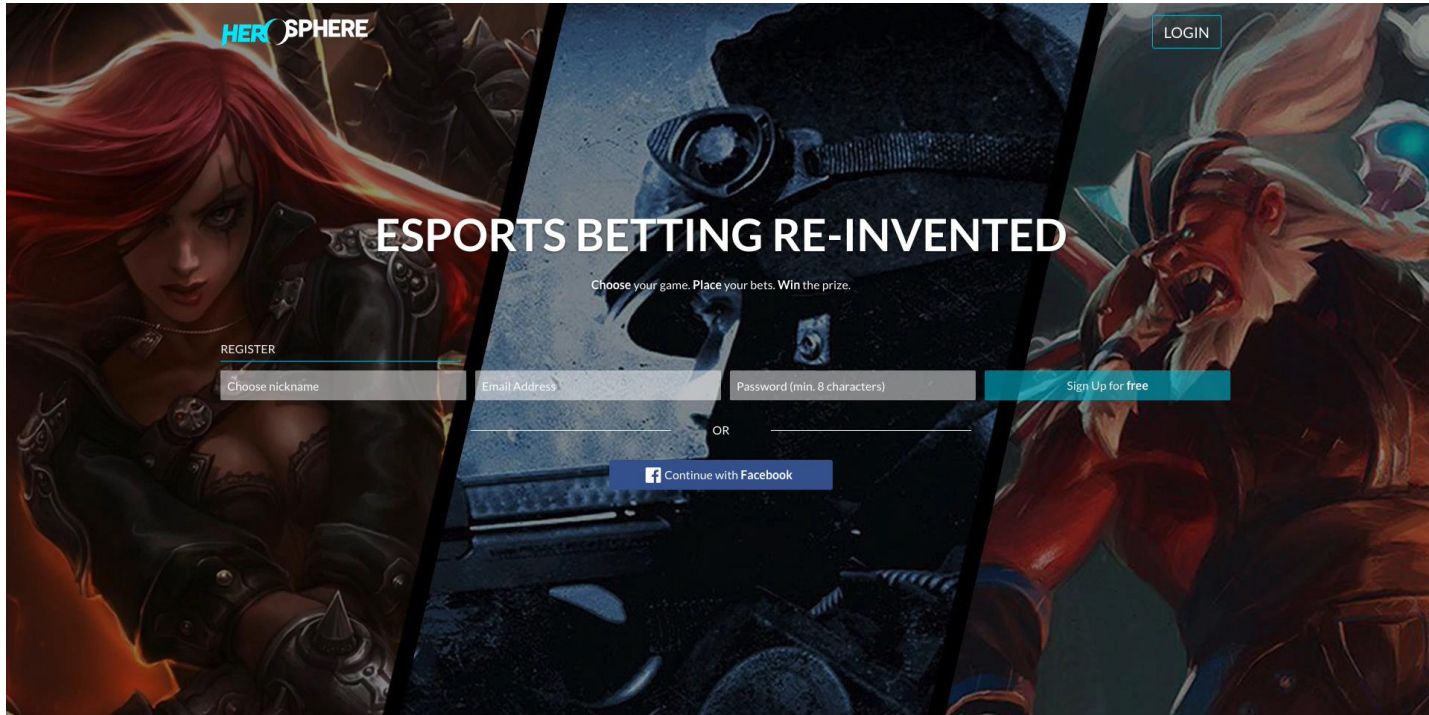 HEROSPHERE
LOGIN
ESPORTS BETTING RE-INVENTED
Choose your game. Place your bets. Win the prize.
REGISTER
Choose nickname
Email Address
Password (min. 8 characters)
Sign Up for free
OR
Continue with Facebook